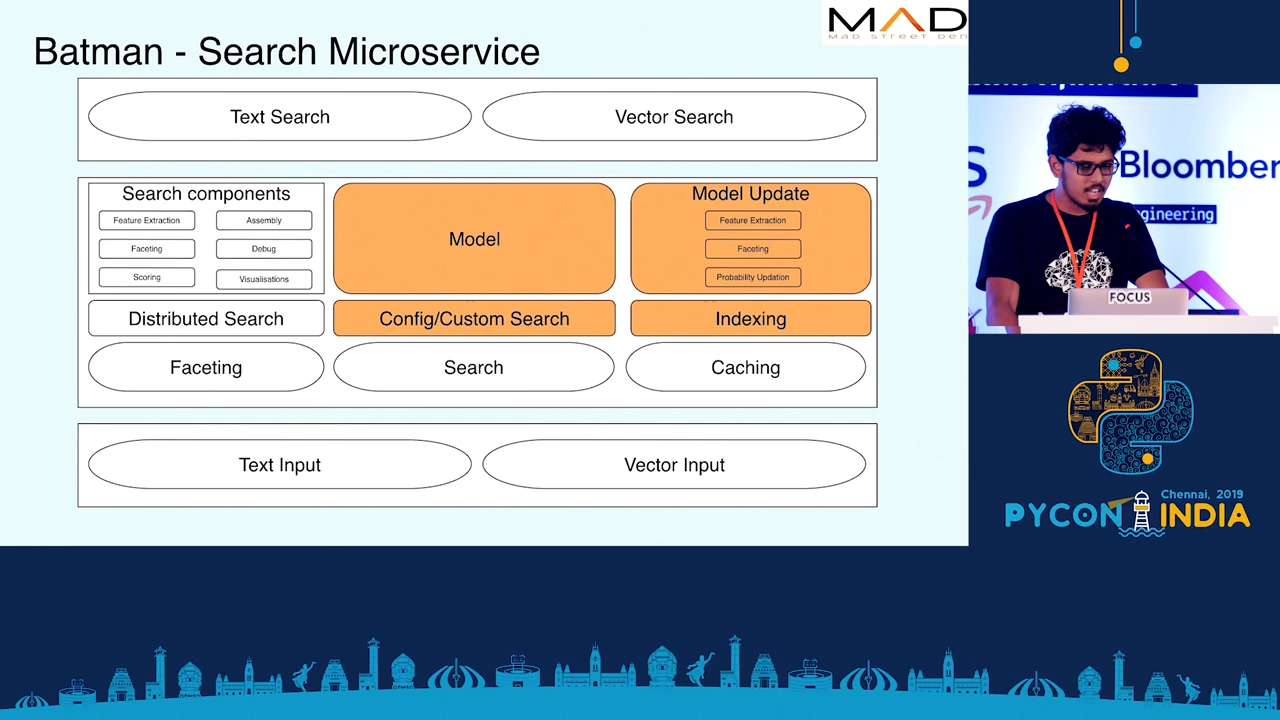 MAD
MAD STREET DEN
Batman - Search Microservice
Text Search
Vector Search
Search components
Feature Extraction
Assembly
Faceting
Debug
Scoring
Visualisations
Model
Model Update
Feature Extraction
Faceting
Probability Updation
Distributed Search
Config/Custom Search
Indexing
Faceting
Search
Caching
Text Input
Vector Input
S
Bloomber
gineering
FOCUS
Chennai, 2019
PYCON INDIA